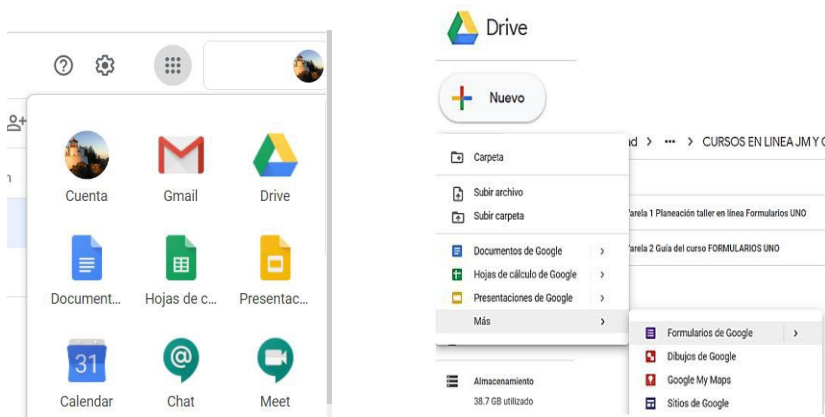 Cuenta Gmail Drive
Document... Hojas de c... Presentac...
31
Calendar Chat Meet
Drive
Nuevo
Carpeta
Subir archivo
Subir carpeta
Documentos de Google
Hojas de cálculo de Google
Presentaciones de Google
Más
Formularios de Google
Dibujos de Google
Google My Maps
Sitios de Google
Almacenamiento
38.7 GB utilizado
> ··· > CURSOS EN LINEA JM Y
1 Planeación taller en línea Formularios UNO
2 Guía del curso FORMULARIOS UNO